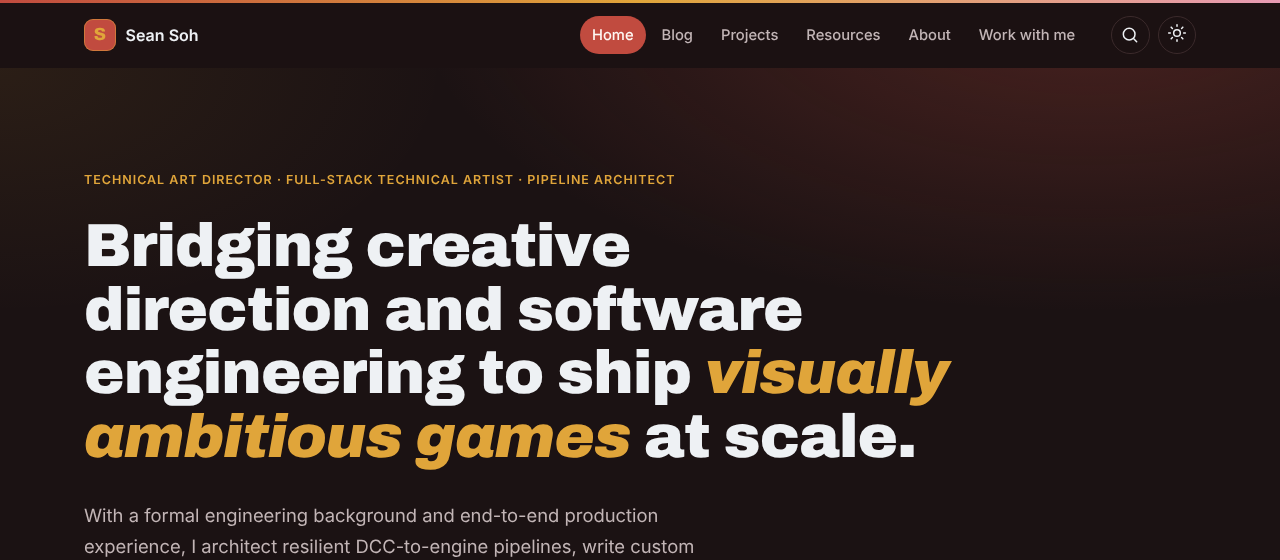 S Sean Soh
Home Blog Projects Resources About Work with me
TECHNICAL ART DIRECTOR · FULL-STACK TECHNICAL ARTIST · PIPELINE ARCHITECT
Bridging creative
direction and software
engineering to ship visually
ambitious games at scale.
With a formal engineering background and end-to-end production
experience, I architect resilient DCC-to-engine pipelines, write custom